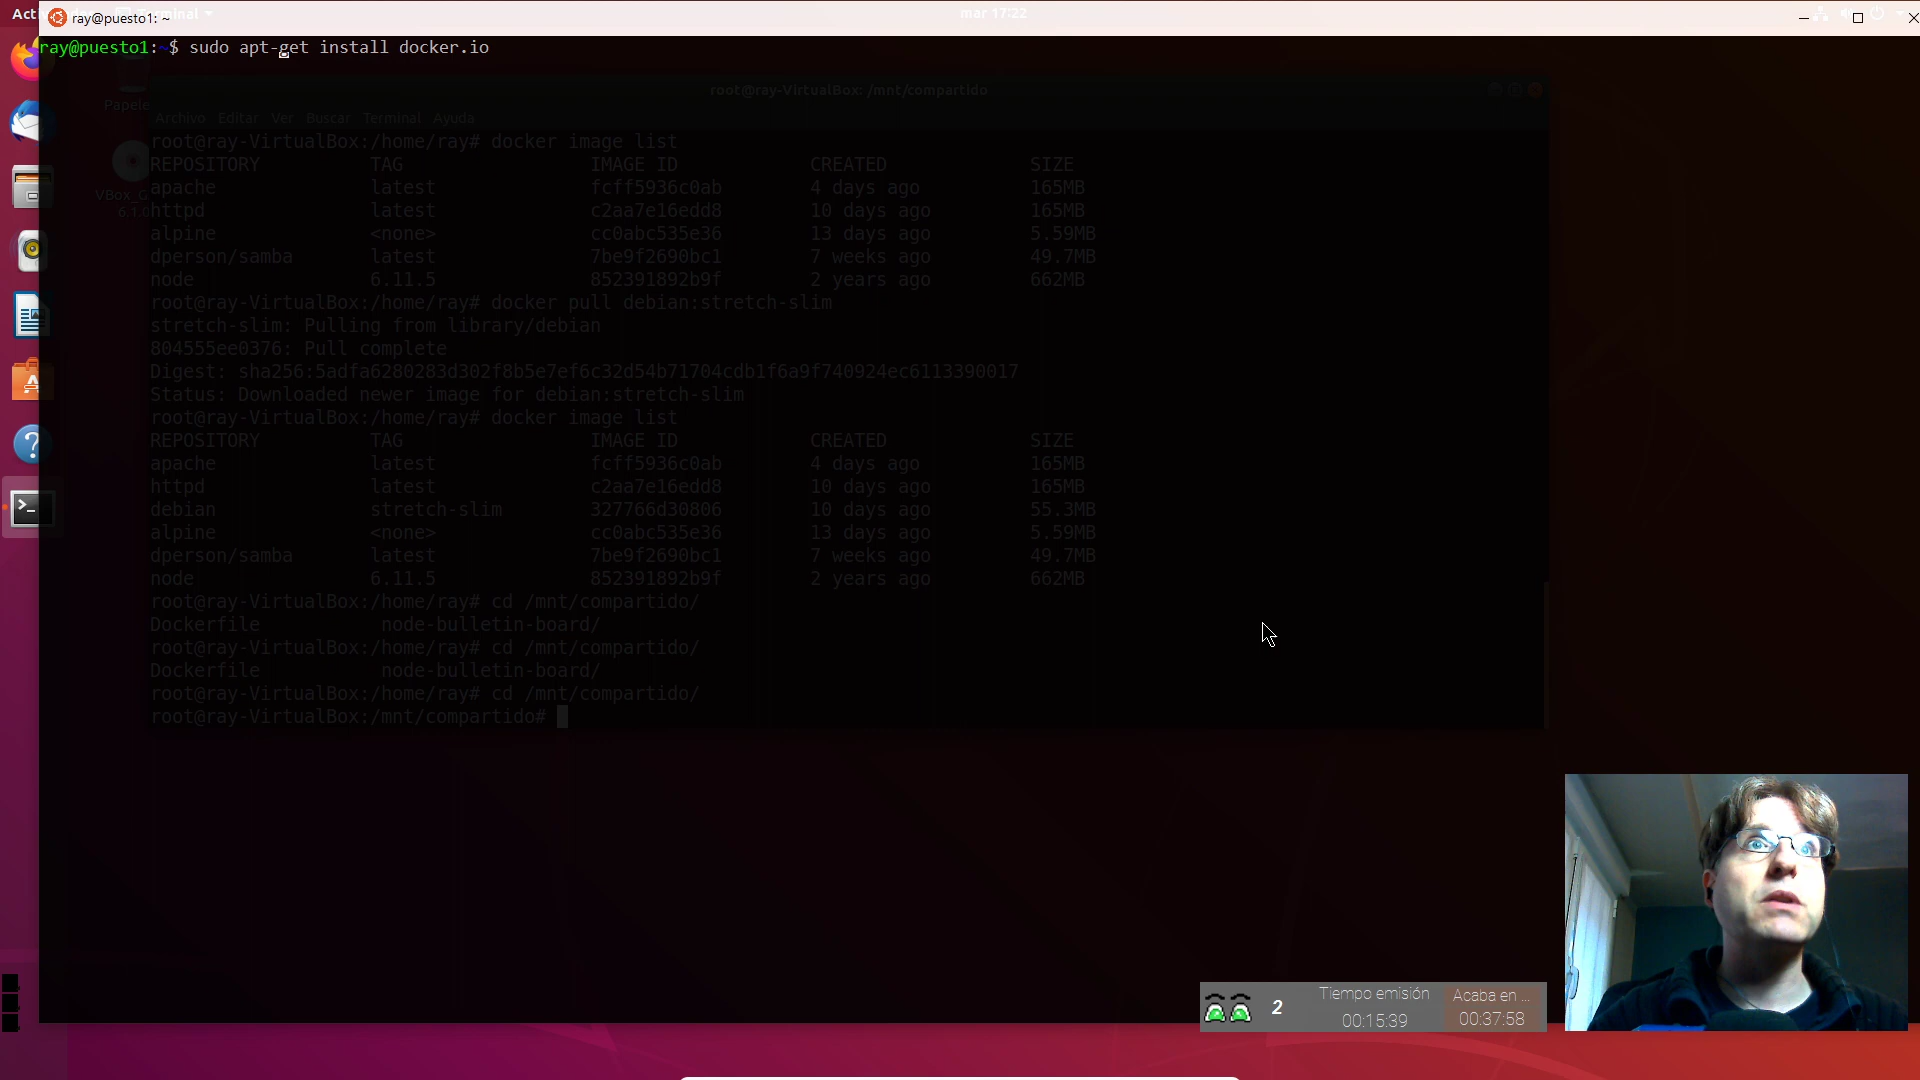 ray@puesto1: ~
Terminal
mar 17:22
ray@puesto1:~$ sudo apt-get install docker.io
root@ray-VirtualBox: /mnt/compartido
Archivo Editar Ver Buscar Terminal Ayuda
root@ray-VirtualBox:/home/ray# docker image list
REPOSITORY TAG IMAGE ID CREATED SIZE
apache latest fcff5936c0ab 4 days ago 165MB
httpd latest c2aa7e16edd8 10 days ago 165MB
alpine <none> cc0abc535e36 13 days ago 5.59MB
dperson/samba latest 7be9f2690bc1 7 weeks ago 49.7MB
node 6.11.5 852391892b9f 2 years ago 662MB
root@ray-VirtualBox:/home/ray# docker pull debian:stretch-slim
stretch-slim: Pulling from library/debian
804555ee0376: Pull complete
Digest: sha256:5adfa6280283d302f8b5e7ef6c32d54b71704cdb1f6a9f740924ec6113390017
Status: Downloaded newer image for debian:stretch-slim
root@ray-VirtualBox:/home/ray# docker image list
REPOSITORY TAG IMAGE ID CREATED SIZE
apache latest fcff5936c0ab 4 days ago 165MB
httpd latest c2aa7e16edd8 10 days ago 165MB
debian stretch-slim 327766d30806 10 days ago 55.3MB
alpine <none> cc0abc535e36 13 days ago 5.59MB
dperson/samba latest 7be9f2690bc1 7 weeks ago 49.7MB
node 6.11.5 852391892b9f 2 years ago 662MB
root@ray-VirtualBox:/home/ray# cd /mnt/compartido/
Dockerfile node-bulletin-board/
root@ray-VirtualBox:/home/ray# cd /mnt/compartido/
Dockerfile node-bulletin-board/
root@ray-VirtualBox:/home/ray# cd /mnt/compartido/
root@ray-VirtualBox:/mnt/compartido#
2
Tiempo emisión
00:15:39
Acaba en ...
00:37:58